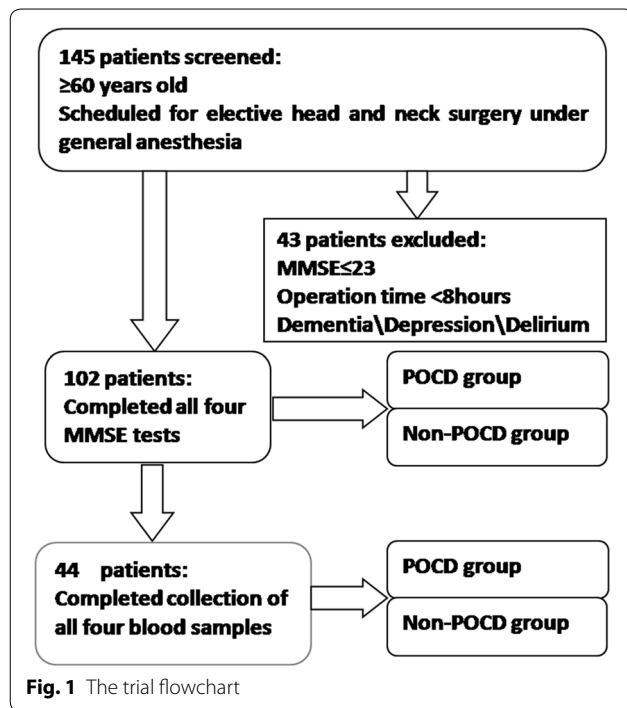 145 patients screened:
≥60 years old
Scheduled for elective head and neck surgery under
general anesthesia
43 patients excluded:
MMSE≤23
Operation time <8hours
Dementia\Depression\Delirium
102 patients:
Completed all four
MMSE tests
POCD group
Non-POCD group
44 patients:
Completed collection of
all four blood samples
POCD group
Non-POCD group
Fig. 1 The trial flowchart